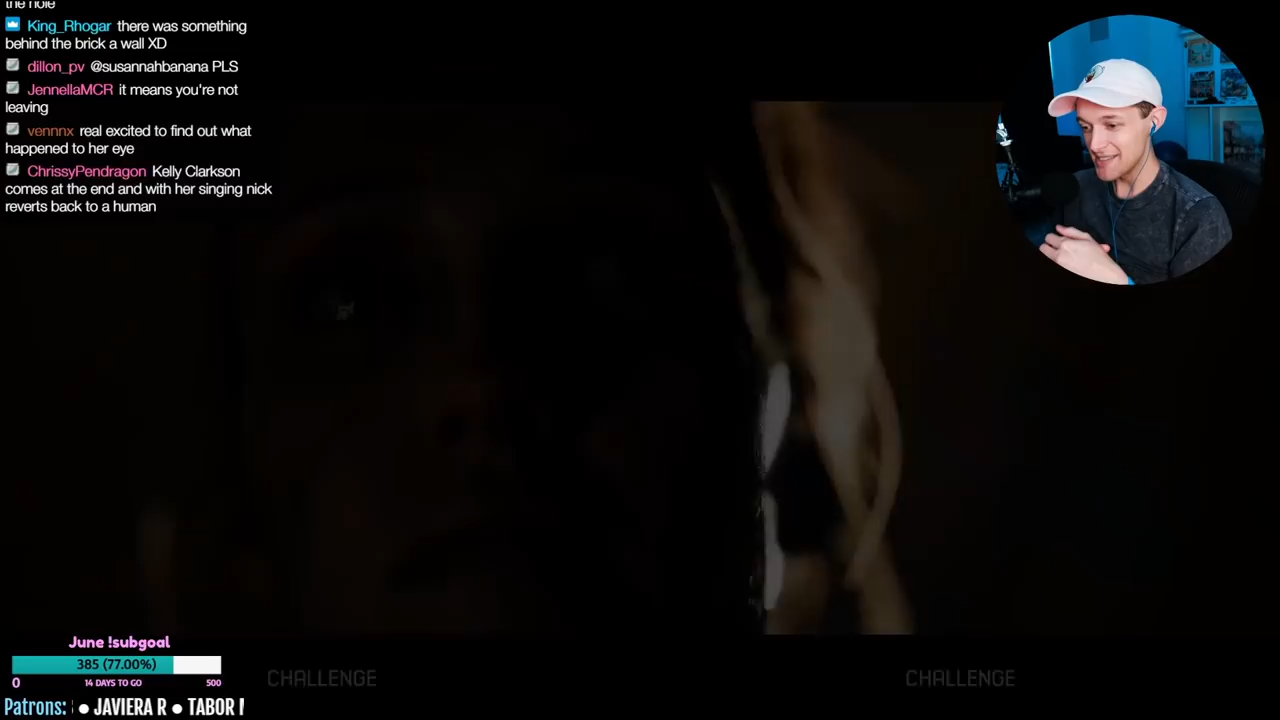 the hole
King_Rhogar there was something
behind the brick a wall XD
dillon_pv @susannahbanana PLS
JennellaMCR it means you're not
leaving
vennnx real excited to find out what
happened to her eye
ChrissyPendragon Kelly Clarkson
comes at the end and with her singing nick
reverts back to a human
June !subgoal
385 (77.00%)
0 14 DAYS TO GO 500
CHALLENGE CHALLENGE
Patrons: ● JAVIERA R ● TABOR